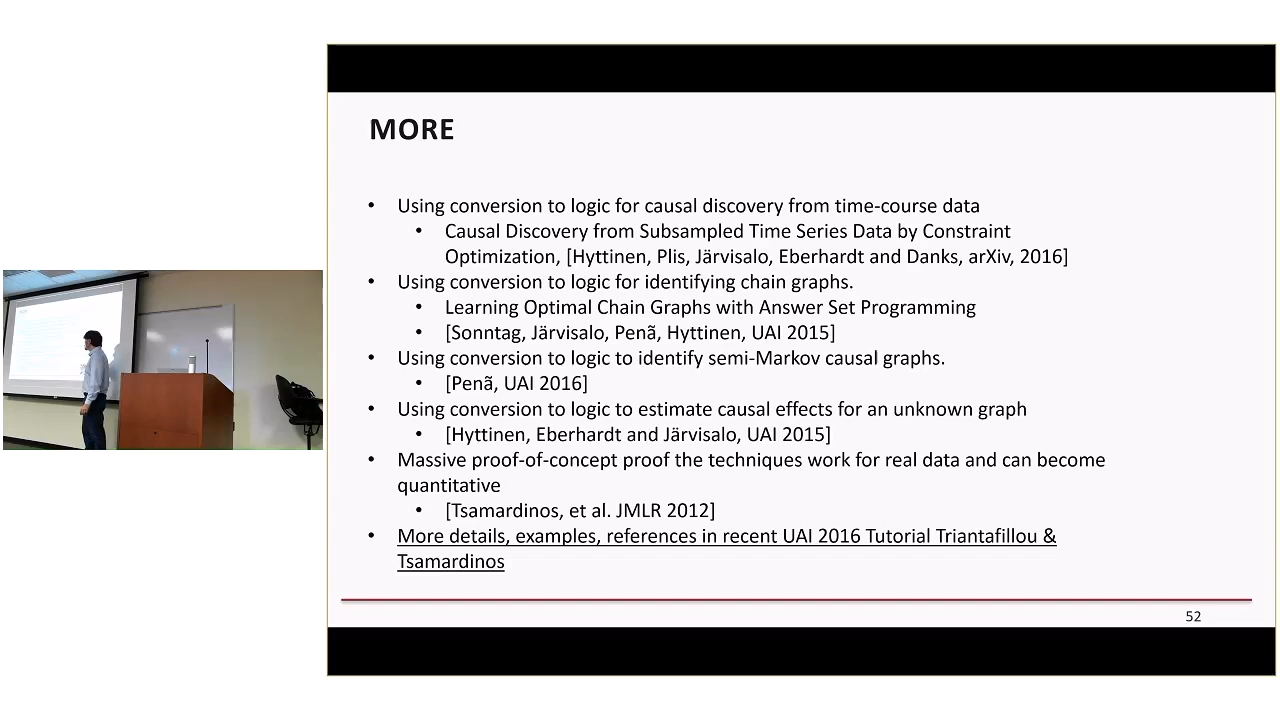 MORE
• Using conversion to logic for causal discovery from time-course data
• Causal Discovery from Subsampled Time Series Data by Constraint
Optimization, [Hyttinen, Plis, Järvisalo, Eberhardt and Danks, arXiv, 2016]
• Using conversion to logic for identifying chain graphs.
• Learning Optimal Chain Graphs with Answer Set Programming
• [Sonntag, Järvisalo, Penã, Hyttinen, UAI 2015]
• Using conversion to logic to identify semi-Markov causal graphs.
• [Penã, UAI 2016]
• Using conversion to logic to estimate causal effects for an unknown graph
• [Hyttinen, Eberhardt and Järvisalo, UAI 2015]
• Massive proof-of-concept proof the techniques work for real data and can become
quantitative
• [Tsamardinos, et al. JMLR 2012]
• More details, examples, references in recent UAI 2016 Tutorial Triantafillou &
Tsamardinos
52